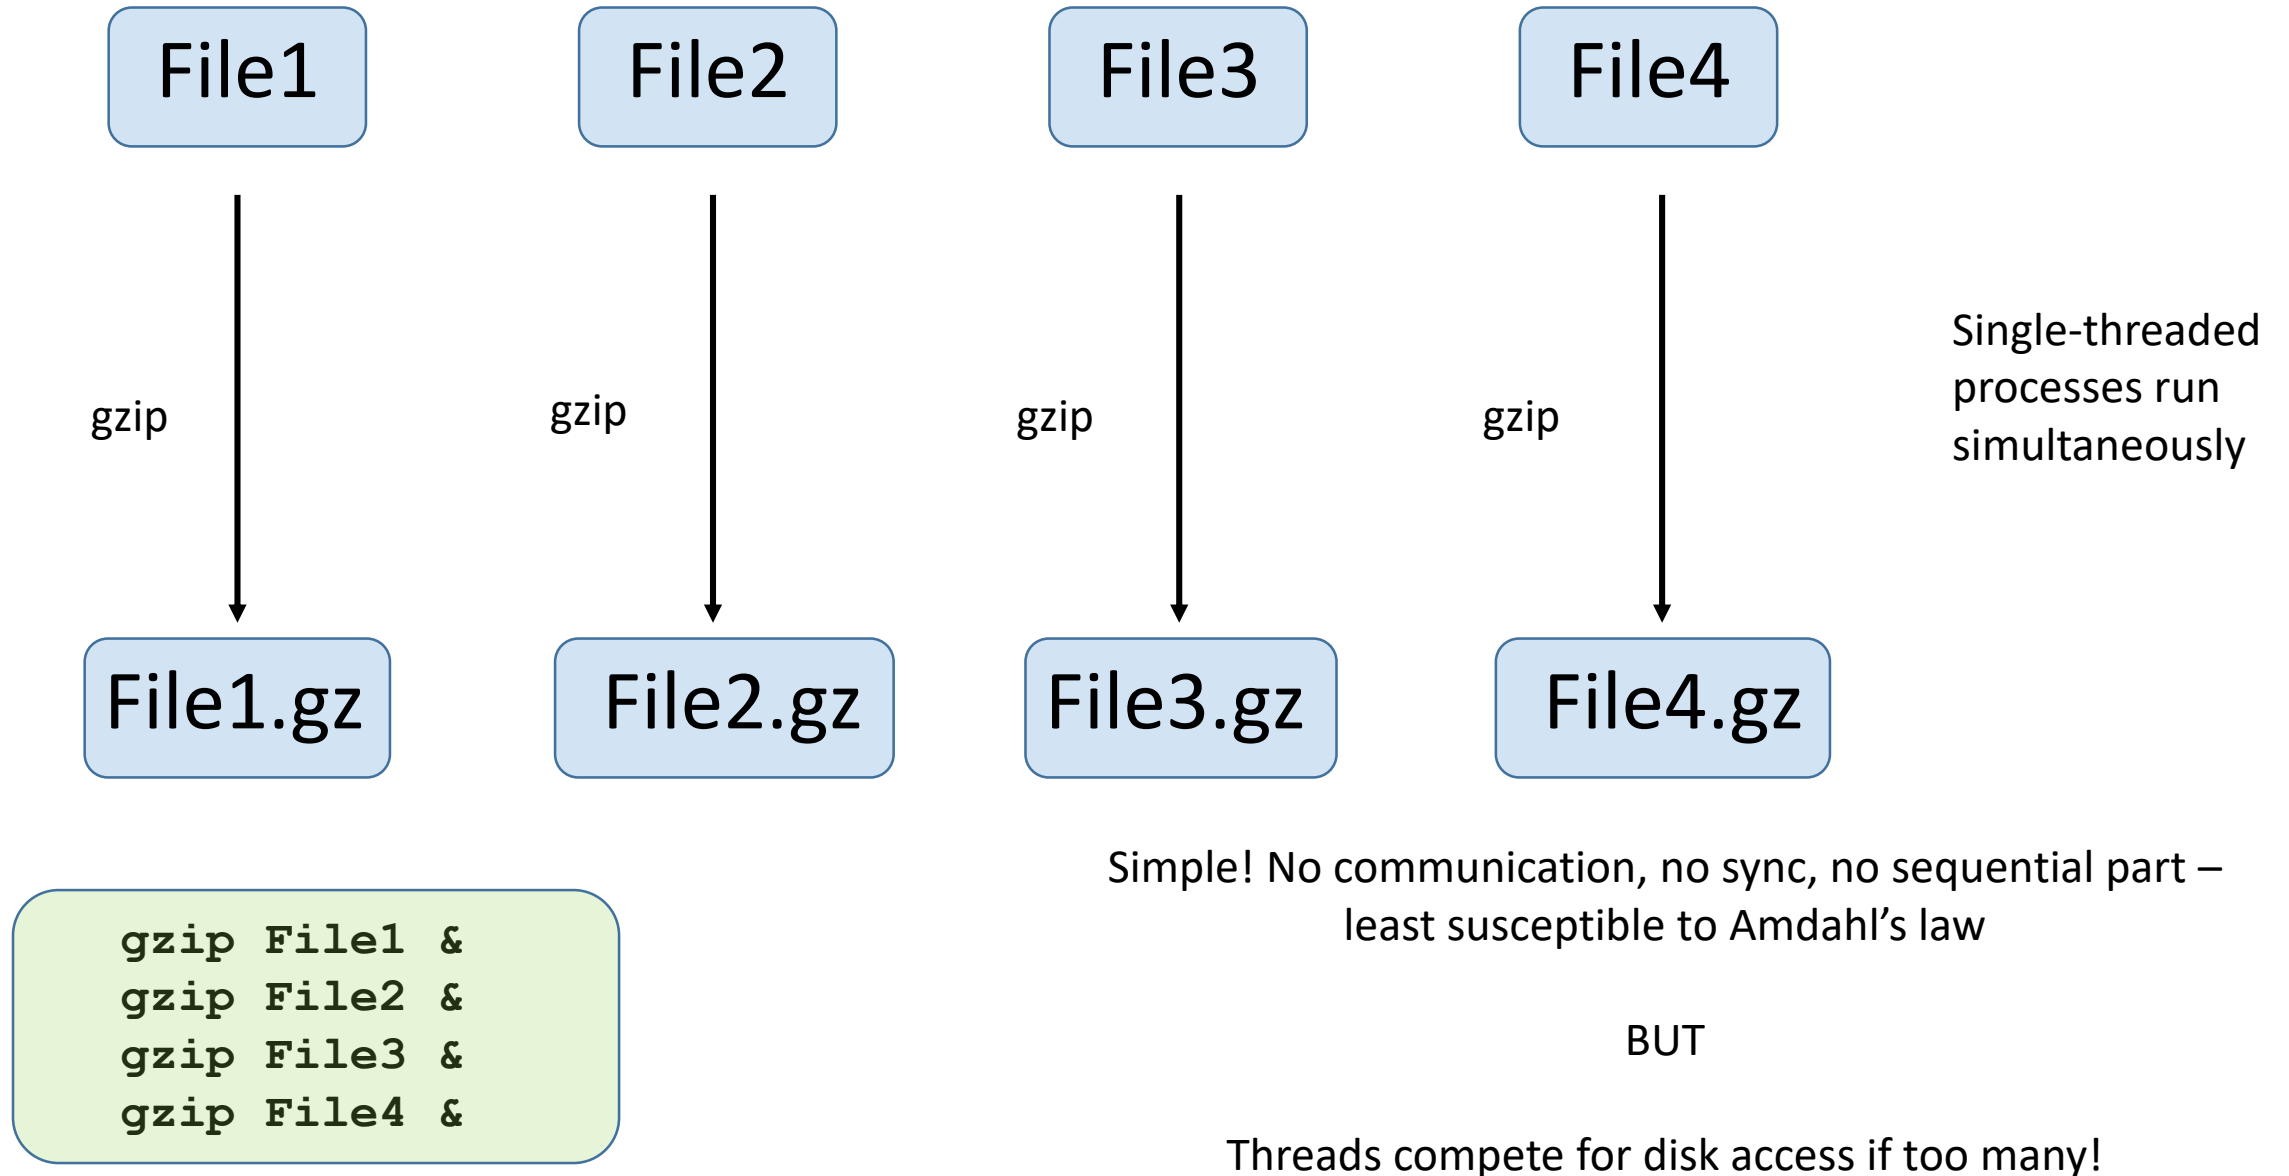 File1
File2
File3
File4
gzip
gzip
gzip
gzip
Single-threaded
processes run
simultaneously
File1.gz
File2.gz
File3.gz
File4.gz
gzip File1 &
gzip File2 &
gzip File3 &
gzip File4 &
Simple! No communication, no sync, no sequential part –
least susceptible to Amdahl’s law
BUT
Threads compete for disk access if too many!